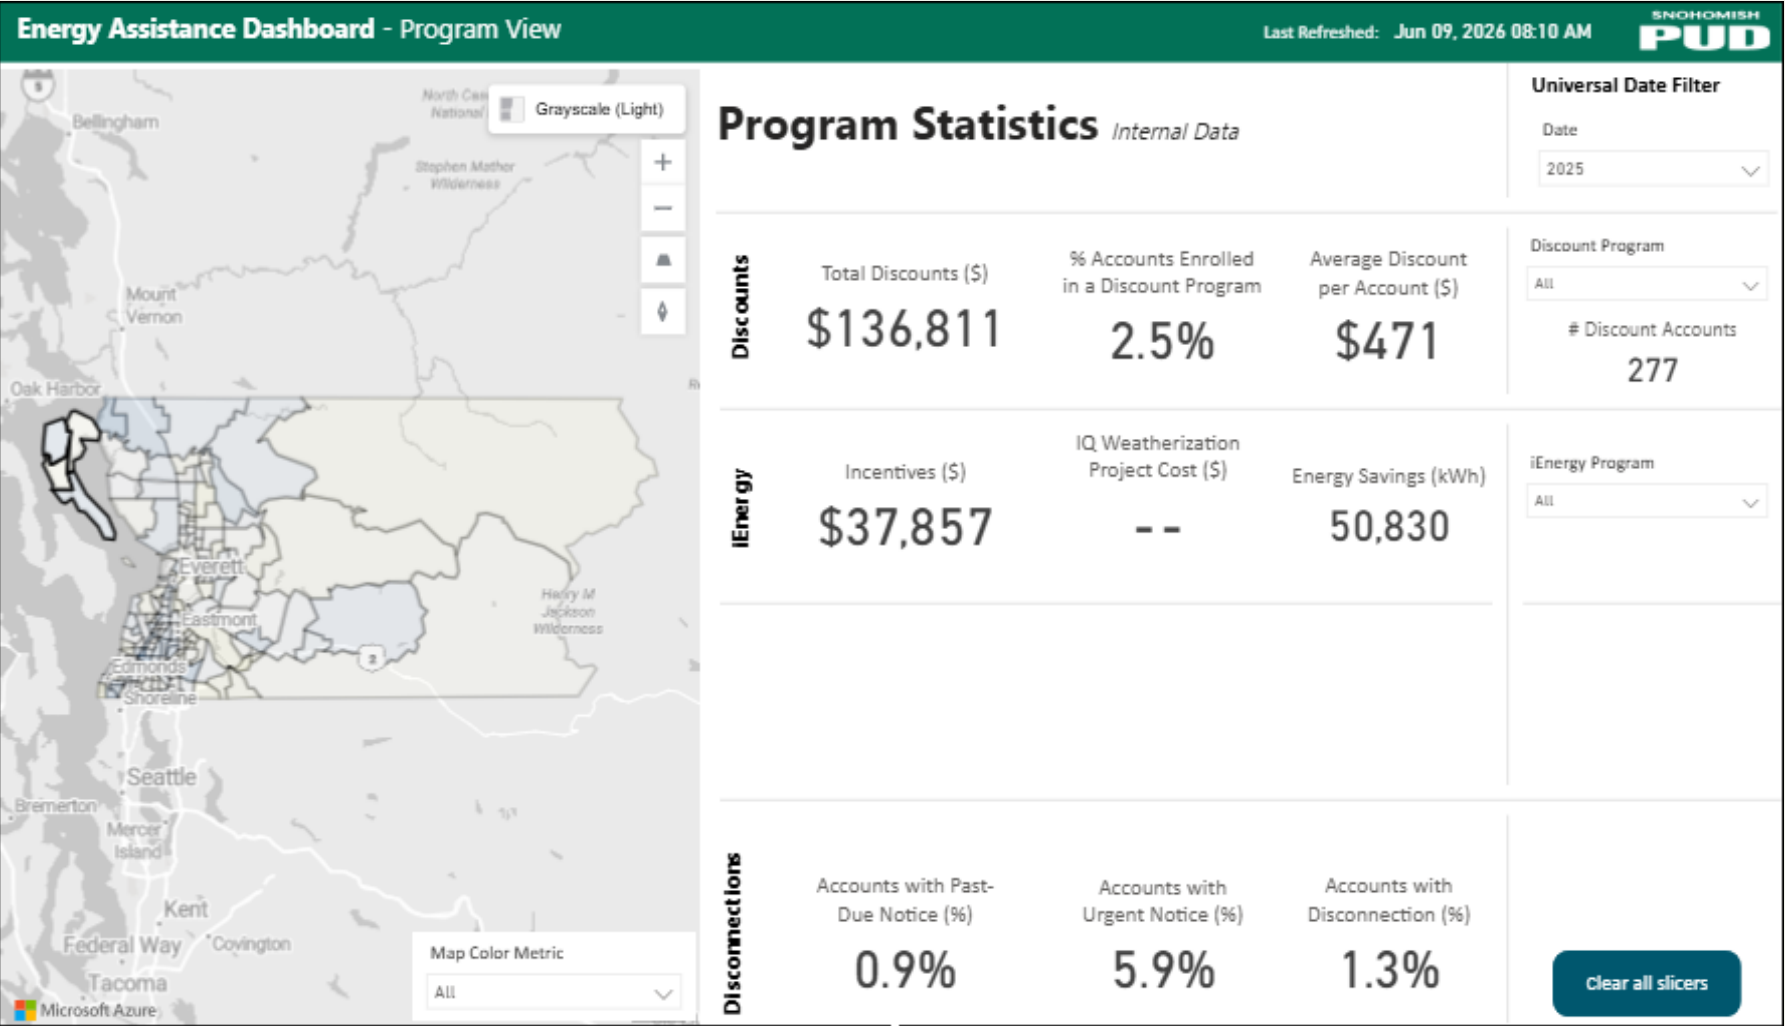 Energy Assistance Dashboard - Program View
Last Refreshed: Jun 09, 2026 08:10 AM
SNOHOMISH
PUD
5
Bellingham
North
National
Grayscale (Light)
Stephen Mather
Wilderness
Mount
Vernon
Oak Harbor
Everett
Eastmont
Henry M
Jackson
Wilderness
2
Edmonds
Shoreline
Seattle
Bremerton
Mercer
Island
Kent
Federal Way
Covington
Tacoma
Microsoft Azure
Map Color Metric
All
Program Statistics Internal Data
Universal Date Filter
Date
2025
Discounts
Total Discounts ($)
$136,811
% Accounts Enrolled
in a Discount Program
2.5%
Average Discount
per Account ($)
$471
Discount Program
All
# Discount Accounts
277
iEnergy
Incentives ($)
$37,857
IQ Weatherization
Project Cost ($)
--
Energy Savings (kWh)
50,830
iEnergy Program
All
Disconnections
Accounts with Past-
Due Notice (%)
0.9%
Accounts with
Urgent Notice (%)
5.9%
Accounts with
Disconnection (%)
1.3%
Clear all slicers